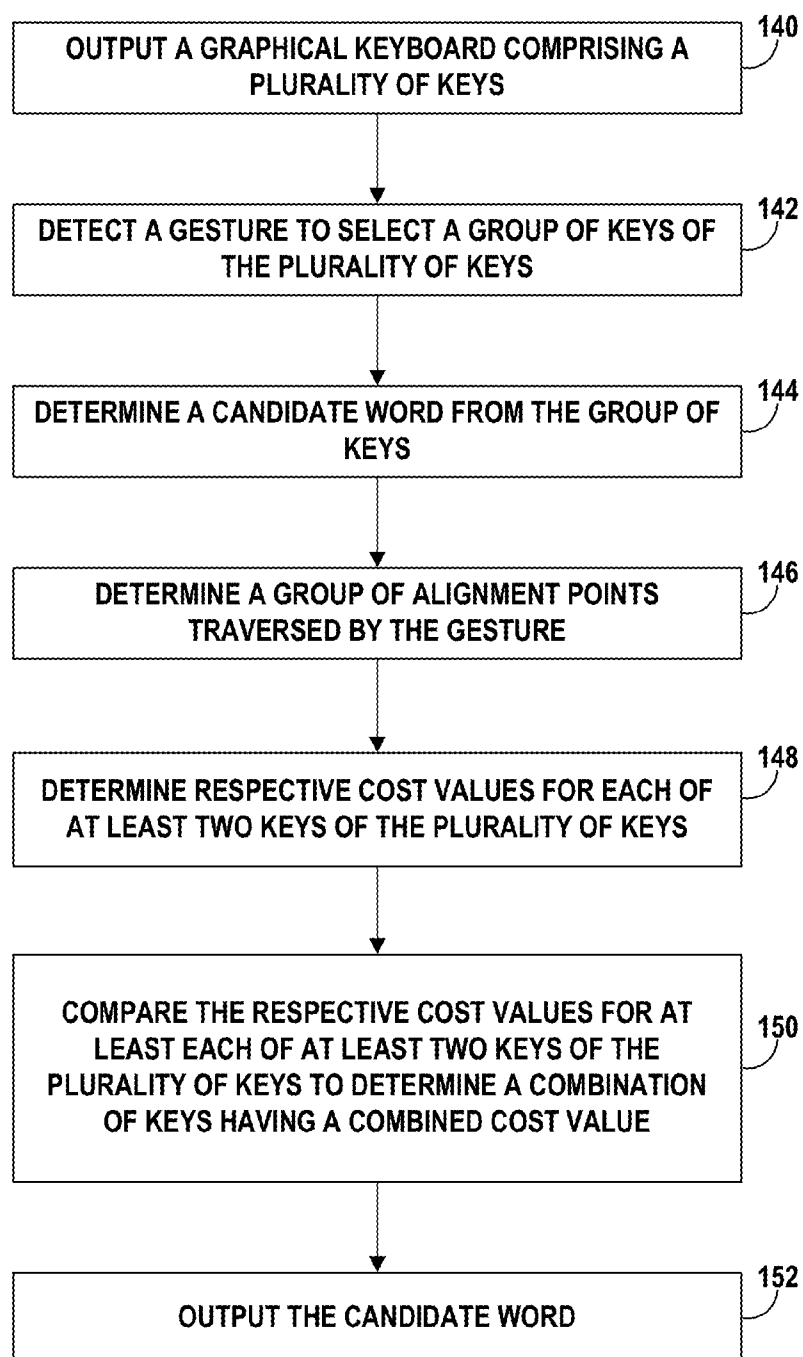 140
OUTPUT A GRAPHICAL KEYBOARD COMPRISING A
PLURALITY OF KEYS
142
DETECT A GESTURE TO SELECT A GROUP OF KEYS OF
THE PLURALITY OF KEYS
144
DETERMINE A CANDIDATE WORD FROM THE GROUP OF
KEYS
146
DETERMINE A GROUP OF ALIGNMENT POINTS
TRAVERSED BY THE GESTURE
148
DETERMINE RESPECTIVE COST VALUES FOR EACH OF
AT LEAST TWO KEYS OF THE PLURALITY OF KEYS
COMPARE THE RESPECTIVE COST VALUES FOR AT
150
LEAST EACH OF AT LEAST TWO KEYS OF THE
PLURALITY OF KEYS TO DETERMINE A COMBINATION
OF KEYS HAVING A COMBINED COST VALUE
152
OUTPUT THE CANDIDATE WORD